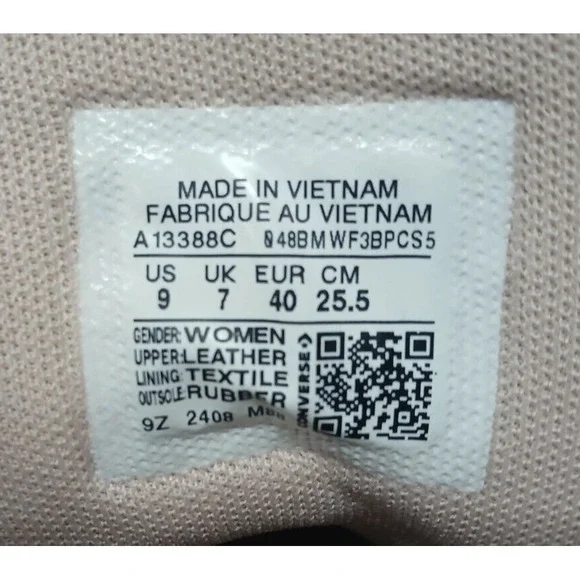 MADE IN VIETNAM
FABRIQUE AU VIETNAM
A13388C 048BMWF3BPCS5
US UK EUR CM
9 7 40 25.5
GENDER: WOMEN
UPPER: LEATHER
LINING: TEXTILE
OUTSOLE: RUBBER
9Z 2408
CONVERSE